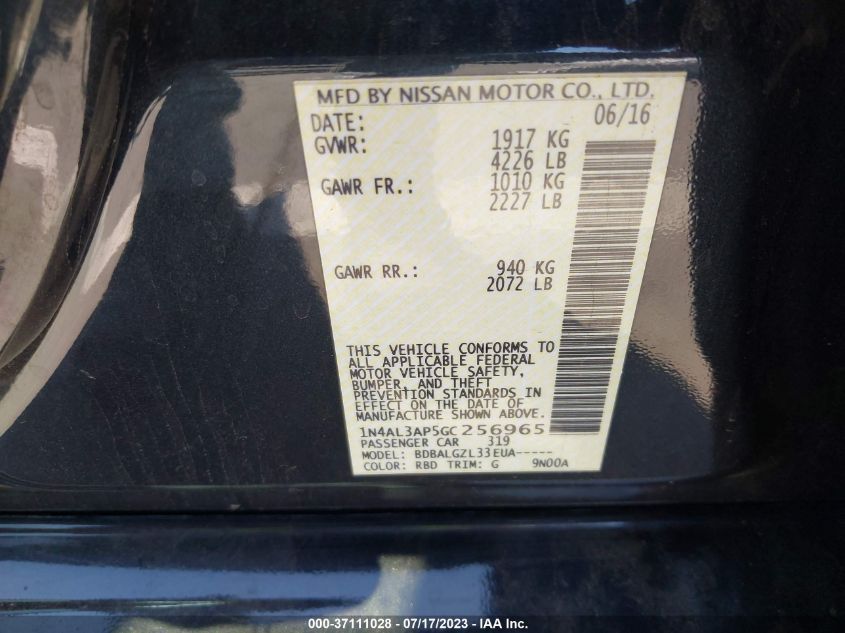 MFD BY NISSAN MOTOR CO., LTD.
DATE: 06/16
GVWR: 1917 KG
4226 LB
GAWR FR.: 1010 KG
2227 LB
GAWR RR.: 940 KG
2072 LB
THIS VEHICLE CONFORMS TO
ALL APPLICABLE FEDERAL
MOTOR VEHICLE SAFETY,
BUMPER, AND THEFT
PREVENTION STANDARDS IN
EFFECT ON THE DATE OF
MANUFACTURE SHOWN ABOVE.
1N4AL3AP5GC256965
PASSENGER CAR 319
MODEL: BDBALGZL33EUA-----
COLOR: RBD TRIM: G 9N00A
000-37111028 - 07/17/2023 - IAA Inc.